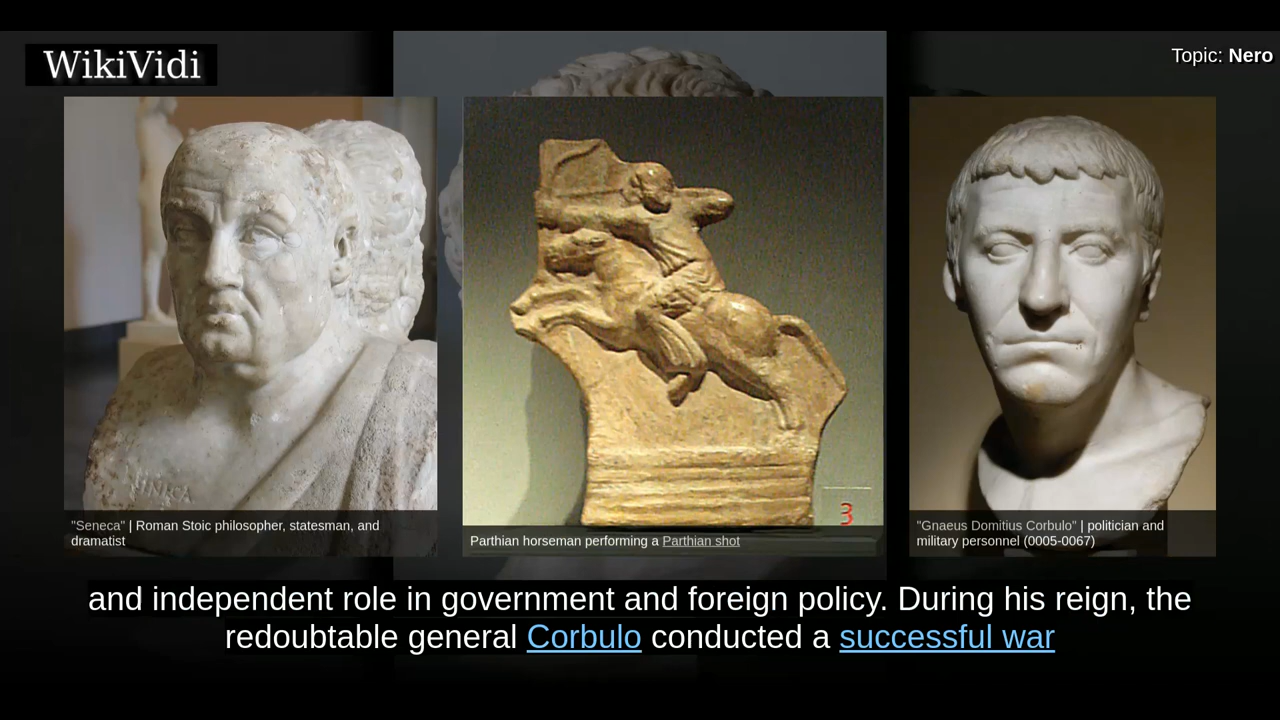 WikiVidi
Topic: Nero
"Seneca" | Roman Stoic philosopher, statesman, and
dramatist
3
Parthian horseman performing a Parthian shot
"Gnaeus Domitius Corbulo" | politician and
military personnel (0005-0067)
and independent role in government and foreign policy. During his reign, the
redoubtable general Corbulo conducted a successful war